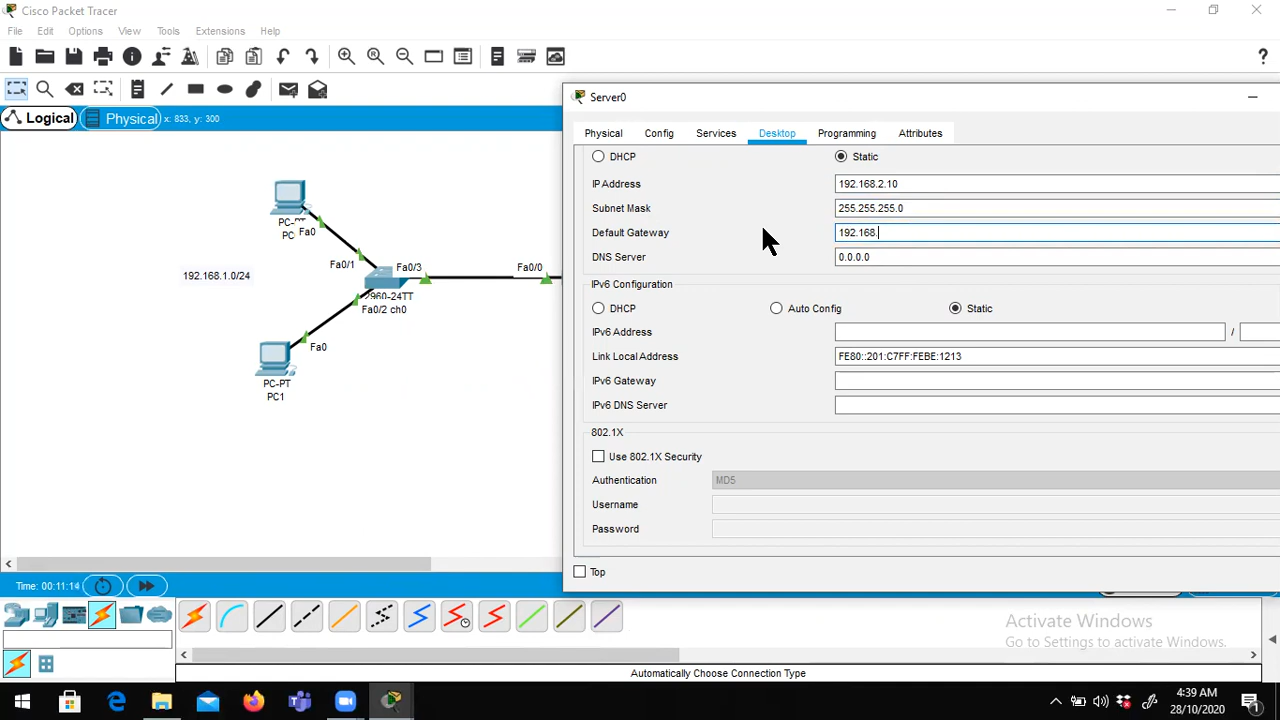 Cisco Packet Tracer
File Edit Options View Tools Extensions Help
Logical Physical x: 833, y: 300
Server0
Physical Config Services Desktop Programming Attributes
DHCP Static
IP Address 192.168.2.10
Subnet Mask 255.255.255.0
Default Gateway 192.168.
DNS Server 0.0.0.0
IPv6 Configuration
DHCP Auto Config Static
IPv6 Address /
Link Local Address FE80::201:C7FF:FEBE:1213
IPv6 Gateway
IPv6 DNS Server
802.1X
Use 802.1X Security
Authentication MD5
Username
Password
Top
Fa0
Fa0/1
Fa0/3
Fa0/0
192.168.1.0/24
2960-24TT
Fa0/2 ch0
Fa0
PC-PT
PC1
Time: 00:11:14
Automatically Choose Connection Type
Activate Windows
Go to Settings to activate Windows.
4:39 AM
28/10/2020